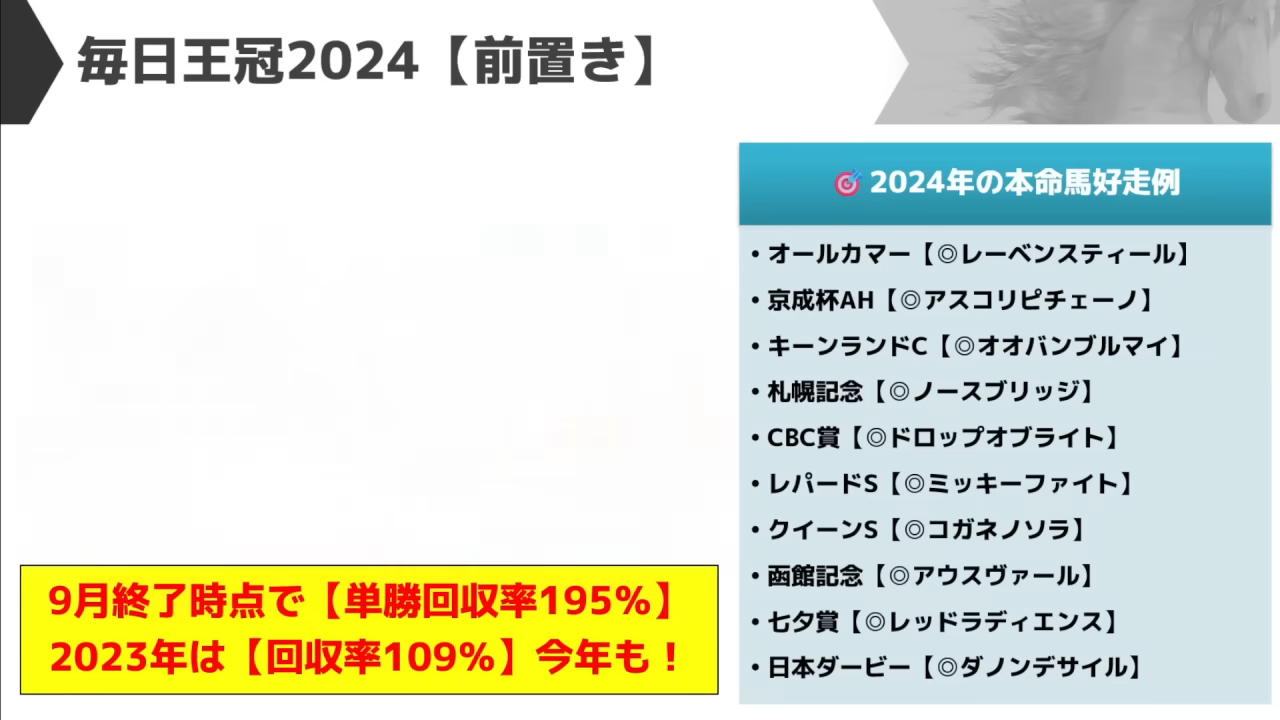 毎日王冠2024【前置き】
🎯 2024年の本命馬好走例
・オールカマー【◎レーベンスティール】
・京成杯AH【◎アスコリピチェーノ】
・キーンランドC【◎オオバンブルマイ】
・札幌記念【◎ノースブリッジ】
・CBC賞【◎ドロップオブライト】
・レパードS【◎ミッキーファイト】
・クイーンS【◎コガネノソラ】
・函館記念【◎アウスヴァール】
・七夕賞【◎レッドラディエンス】
・日本ダービー【◎ダノンデサイル】
9月終了時点で【単勝回収率195%】
2023年は【回収率109%】今年も！